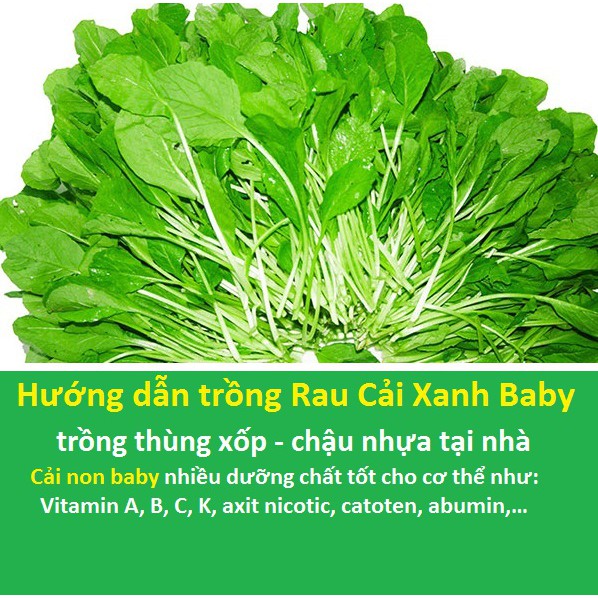 Hướng dẫn trồng Rau Cải Xanh Baby
trồng thùng xốp - chậu nhựa tại nhà
Cải non baby nhiều dưỡng chất tốt cho cơ thể như:
Vitamin A, B, C, K, axit nicotic, catoten, abumin,...